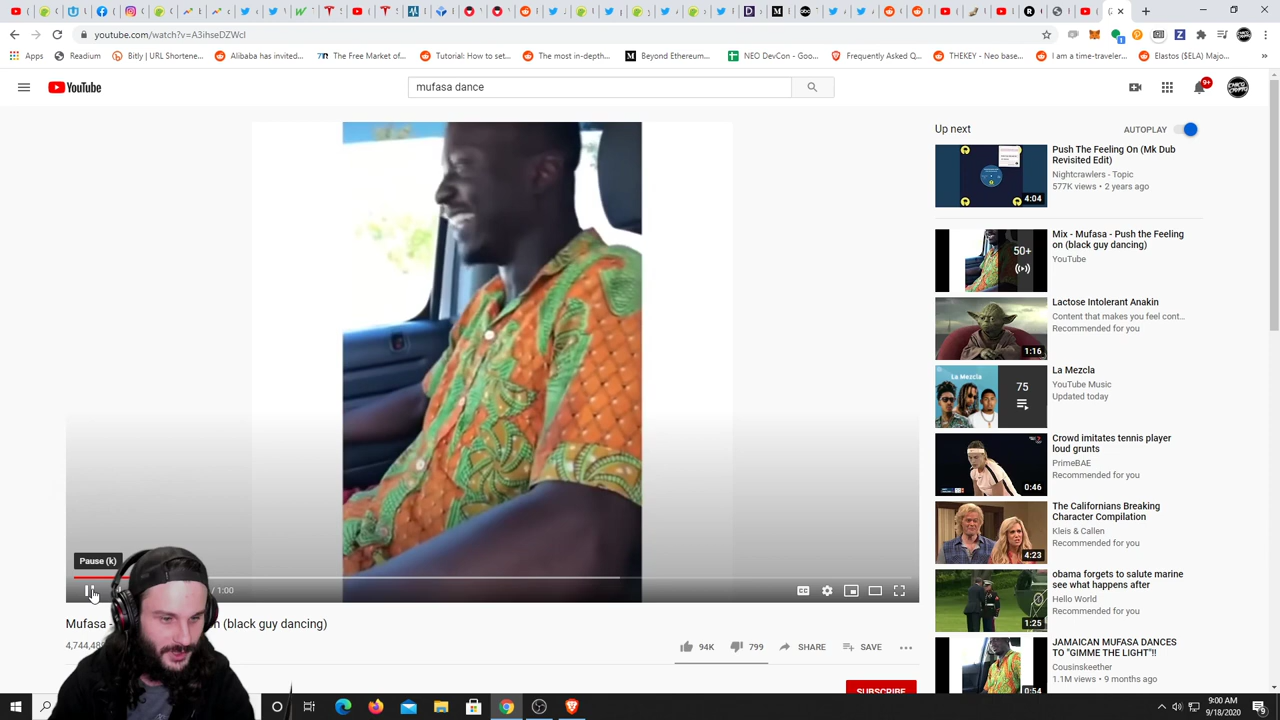 youtube.com/watch?v=A3ihseDZWcI
Apps
Readium
Bitly | URL Shortene...
Alibaba has invited...
The Free Market of...
Tutorial: How to set...
The most in-depth...
Beyond Ethereum...
NEO DevCon - Goo...
Frequently Asked Q...
THEKEY - Neo base...
I am a time-traveler...
Elastos ($ELA) Majo...
»
YouTube
mufasa dance
9+
Up next
AUTOPLAY
Push The Feeling On (Mk Dub
Revisited Edit)
Nightcrawlers - Topic
577K views • 2 years ago
4:04
Mix - Mufasa - Push the Feeling
on (black guy dancing)
YouTube
50+
Lactose Intolerant Anakin
Content that makes you feel cont...
Recommended for you
1:16
La Mezcla
YouTube Music
Updated today
La Mezcla
75
Crowd imitates tennis player
loud grunts
PrimeBAE
Recommended for you
0:46
The Californians Breaking
Character Compilation
Kleis & Callen
Recommended for you
4:23
obama forgets to salute marine
see what happens after
Hello World
Recommended for you
1:25
JAMAICAN MUFASA DANCES
TO "GIMME THE LIGHT"!!
Cousinskeether
1.1M views • 9 months ago
0:54
Pause (k)
/ 1:00
Mufasa - (black guy dancing)
94K
799
SHARE
SAVE
SUBSCRIBE
9:00 AM
9/18/2020